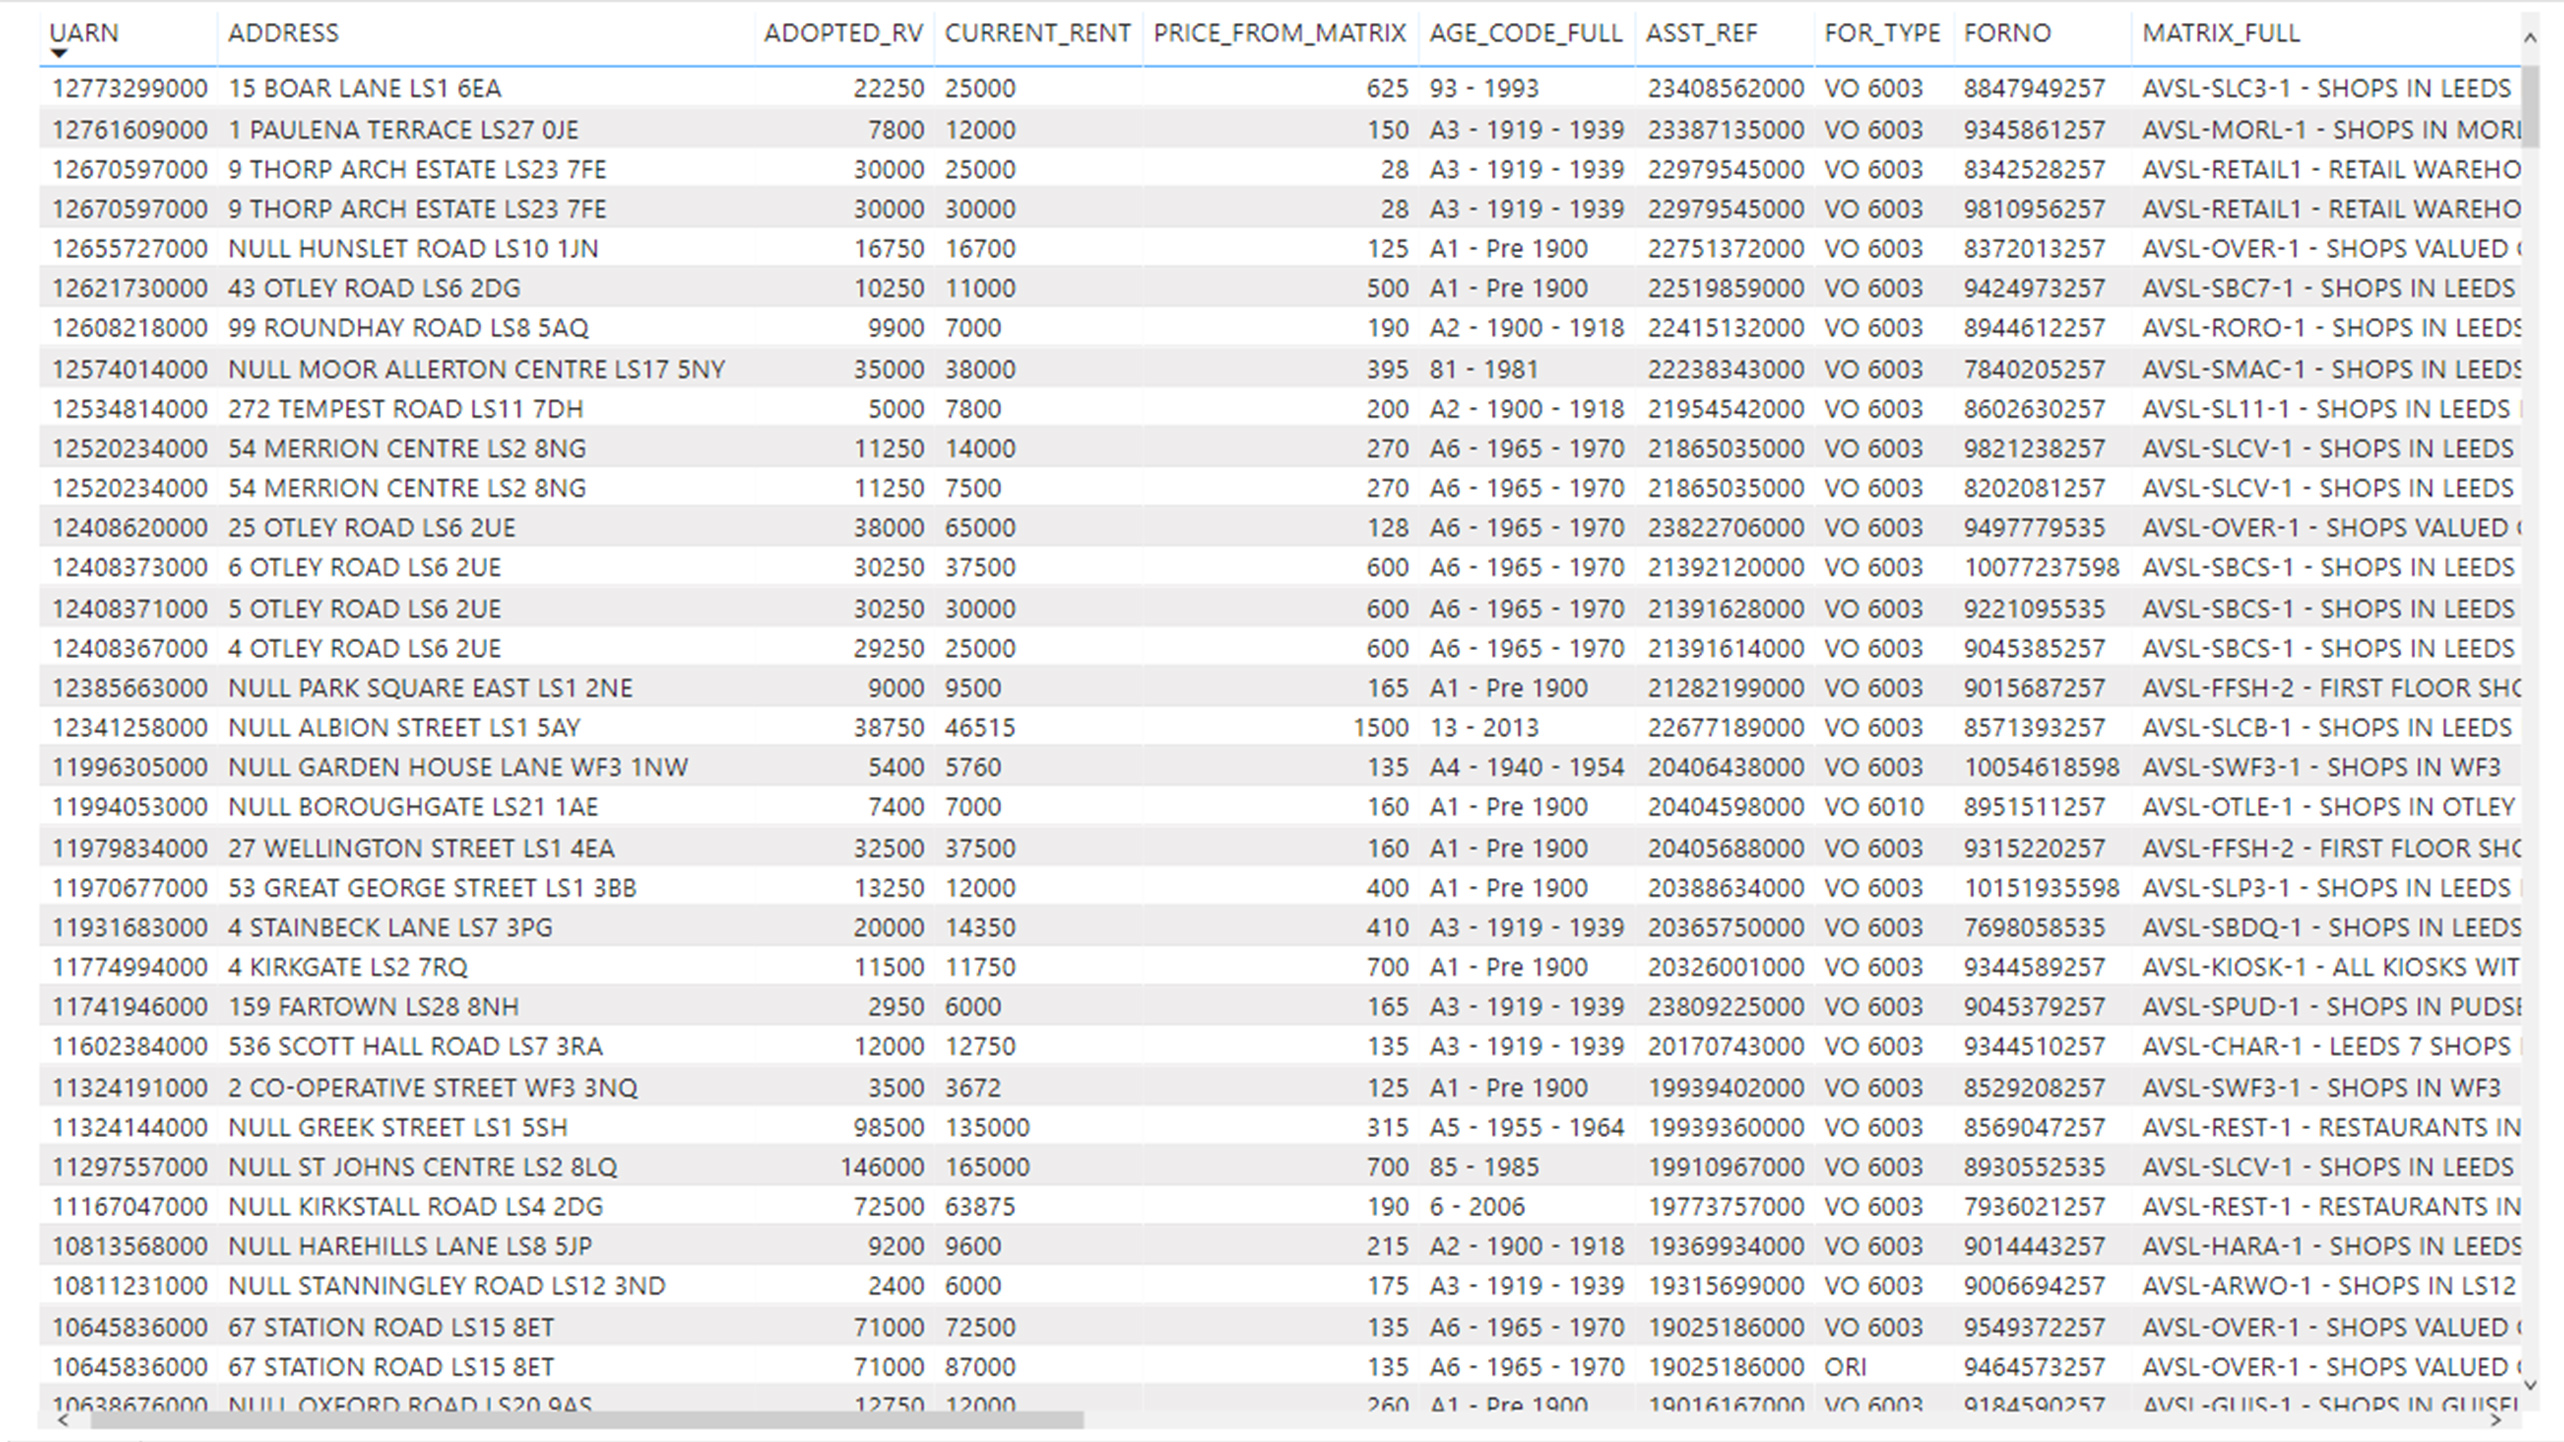 UARN ADDRESS ADOPTED_RV CURRENT_RENT PRICE_FROM_MATRIX AGE_CODE_FULL ASST_REF FOR_TYPE FORNO MATRIX_FULL
12773299000 15 BOAR LANE LS1 6EA 22250 25000 625 93 - 1993 23408562000 VO 6003 8847949257 AVSL-SLC3-1 - SHOPS IN LEEDS
12761609000 1 PAULENA TERRACE LS27 0JE 7800 12000 150 A3 - 1919 - 1939 23387135000 VO 6003 9345861257 AVSL-MORL-1 - SHOPS IN MORL
12670597000 9 THORP ARCH ESTATE LS23 7FE 30000 25000 28 A3 - 1919 - 1939 22979545000 VO 6003 8342528257 AVSL-RETAIL1 - RETAIL WAREHO
12670597000 9 THORP ARCH ESTATE LS23 7FE 30000 30000 28 A3 - 1919 - 1939 22979545000 VO 6003 9810956257 AVSL-RETAIL1 - RETAIL WAREHO
12655727000 NULL HUNSLET ROAD LS10 1JN 16750 16700 125 A1 - Pre 1900 22751372000 VO 6003 8372013257 AVSL-OVER-1 - SHOPS VALUED
12621730000 43 OTLEY ROAD LS6 2DG 10250 11000 500 A1 - Pre 1900 22519859000 VO 6003 9424973257 AVSL-SBC7-1 - SHOPS IN LEEDS
12608218000 99 ROUNDHAY ROAD LS8 5AQ 9900 7000 190 A2 - 1900 - 1918 22415132000 VO 6003 8944612257 AVSL-RORO-1 - SHOPS IN LEEDS
12574014000 NULL MOOR ALLERTON CENTRE LS17 5NY 35000 38000 395 81 - 1981 22238343000 VO 6003 7840205257 AVSL-SMAC-1 - SHOPS IN LEEDS
12534814000 272 TEMPEST ROAD LS11 7DH 5000 7800 200 A2 - 1900 - 1918 21954542000 VO 6003 8602630257 AVSL-SL11-1 - SHOPS IN LEEDS
12520234000 54 MERRION CENTRE LS2 8NG 11250 14000 270 A6 - 1965 - 1970 21865035000 VO 6003 9821238257 AVSL-SLCV-1 - SHOPS IN LEEDS
12520234000 54 MERRION CENTRE LS2 8NG 11250 7500 270 A6 - 1965 - 1970 21865035000 VO 6003 8202081257 AVSL-SLCV-1 - SHOPS IN LEEDS
12408620000 25 OTLEY ROAD LS6 2UE 38000 65000 128 A6 - 1965 - 1970 23822706000 VO 6003 9497779535 AVSL-OVER-1 - SHOPS VALUED
12408373000 6 OTLEY ROAD LS6 2UE 30250 37500 600 A6 - 1965 - 1970 21392120000 VO 6003 10077237598 AVSL-SBCS-1 - SHOPS IN LEEDS
12408371000 5 OTLEY ROAD LS6 2UE 30250 30000 600 A6 - 1965 - 1970 21391628000 VO 6003 9221095535 AVSL-SBCS-1 - SHOPS IN LEEDS
12408367000 4 OTLEY ROAD LS6 2UE 29250 25000 600 A6 - 1965 - 1970 21391614000 VO 6003 9045385257 AVSL-SBCS-1 - SHOPS IN LEEDS
12385663000 NULL PARK SQUARE EAST LS1 2NE 9000 9500 165 A1 - Pre 1900 21282199000 VO 6003 9015687257 AVSL-FFSH-2 - FIRST FLOOR SHO
12341258000 NULL ALBION STREET LS1 5AY 38750 46515 1500 13 - 2013 22677189000 VO 6003 8571393257 AVSL-SLCB-1 - SHOPS IN LEEDS
11996305000 NULL GARDEN HOUSE LANE WF3 1NW 5400 5760 135 A4 - 1940 - 1954 20406438000 VO 6003 10054618598 AVSL-SWF3-1 - SHOPS IN WF3
11994053000 NULL BOROUGHGATE LS21 1AE 7400 7000 160 A1 - Pre 1900 20404598000 VO 6010 8951511257 AVSL-OTLE-1 - SHOPS IN OTLEY
11979834000 27 WELLINGTON STREET LS1 4EA 32500 37500 160 A1 - Pre 1900 20405688000 VO 6003 9315220257 AVSL-FFSH-2 - FIRST FLOOR SHO
11970677000 53 GREAT GEORGE STREET LS1 3BB 13250 12000 400 A1 - Pre 1900 20388634000 VO 6003 10151935598 AVSL-SLP3-1 - SHOPS IN LEEDS
11931683000 4 STAINBECK LANE LS7 3PG 20000 14350 410 A3 - 1919 - 1939 20365750000 VO 6003 7698058535 AVSL-SBDQ-1 - SHOPS IN LEEDS
11774994000 4 KIRKGATE LS2 7RQ 11500 11750 700 A1 - Pre 1900 20326001000 VO 6003 9344589257 AVSL-KIOSK-1 - ALL KIOSKS WIT
11741946000 159 FARTOWN LS28 8NH 2950 6000 165 A3 - 1919 - 1939 23809225000 VO 6003 9045379257 AVSL-SPUD-1 - SHOPS IN PUDSE
11602384000 536 SCOTT HALL ROAD LS7 3RA 12000 12750 135 A3 - 1919 - 1939 20170743000 VO 6003 9344510257 AVSL-CHAR-1 - LEEDS 7 SHOPS
11324191000 2 CO-OPERATIVE STREET WF3 3NQ 3500 3672 125 A1 - Pre 1900 19939402000 VO 6003 8529208257 AVSL-SWF3-1 - SHOPS IN WF3
11324144000 NULL GREEK STREET LS1 5SH 98500 135000 315 A5 - 1955 - 1964 19939360000 VO 6003 8569047257 AVSL-REST-1 - RESTAURANTS IN
11297557000 NULL ST JOHNS CENTRE LS2 8LQ 146000 165000 700 85 - 1985 19910967000 VO 6003 8930552535 AVSL-SLCV-1 - SHOPS IN LEEDS
11167047000 NULL KIRKSTALL ROAD LS4 2DG 72500 63875 190 6 - 2006 19773757000 VO 6003 7936021257 AVSL-REST-1 - RESTAURANTS IN
10813568000 NULL HAREHILLS LANE LS8 5JP 9200 9600 215 A2 - 1900 - 1918 19369934000 VO 6003 9014443257 AVSL-HARA-1 - SHOPS IN LEEDS
10811231000 NULL STANNINGLEY ROAD LS12 3ND 2400 6000 175 A3 - 1919 - 1939 19315699000 VO 6003 9006694257 AVSL-ARWO-1 - SHOPS IN LS12
10645836000 67 STATION ROAD LS15 8ET 71000 72500 135 A6 - 1965 - 1970 19025186000 VO 6003 9549372257 AVSL-OVER-1 - SHOPS VALUED
10645836000 67 STATION ROAD LS15 8ET 71000 87000 135 A6 - 1965 - 1970 19025186000 ORI 9464573257 AVSL-OVER-1 - SHOPS VALUED
10638676000 NULL OXFORD ROAD LS20 9AS 12750 12000 260 A1 - Pre 1900 19016167000 VO 6003 9184590257 AVSL-GUIS-1 - SHOPS IN GUISEL